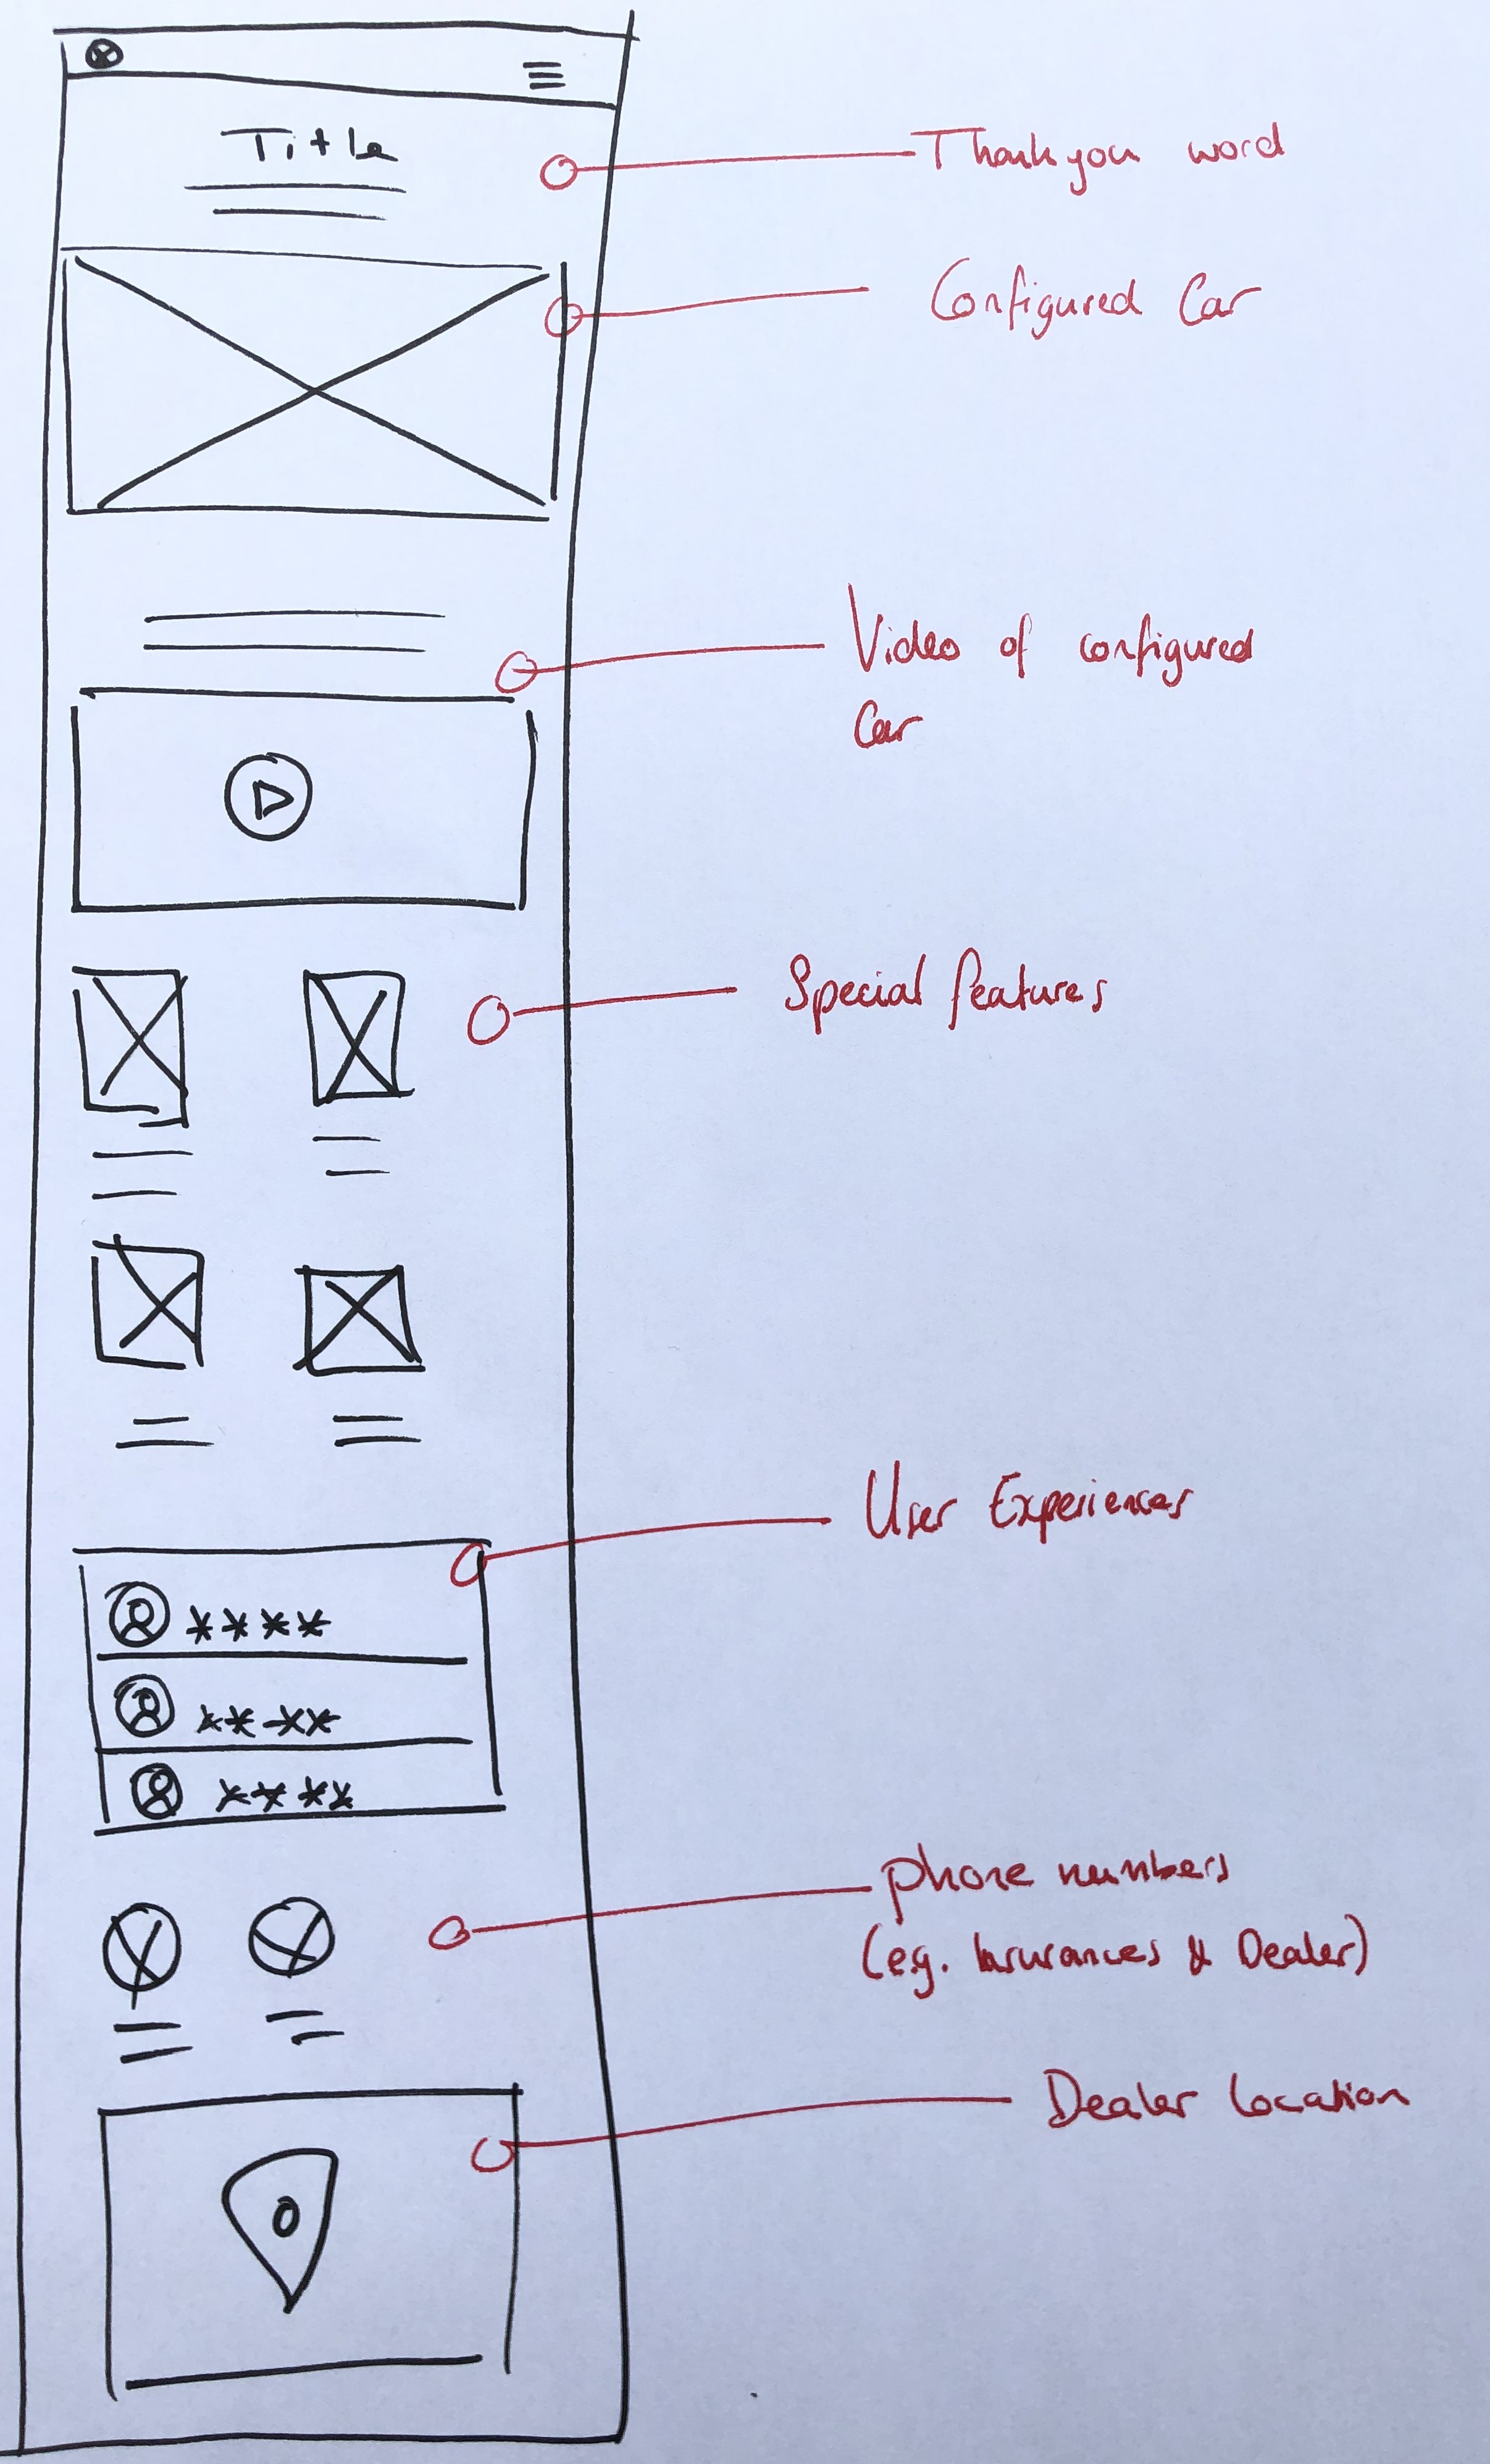 Title
Thank you word
Configured Car
Video of configured
Car
Special features
User Experiences
phone numbers
(e.g. Insurances & Dealer)
Dealer Location